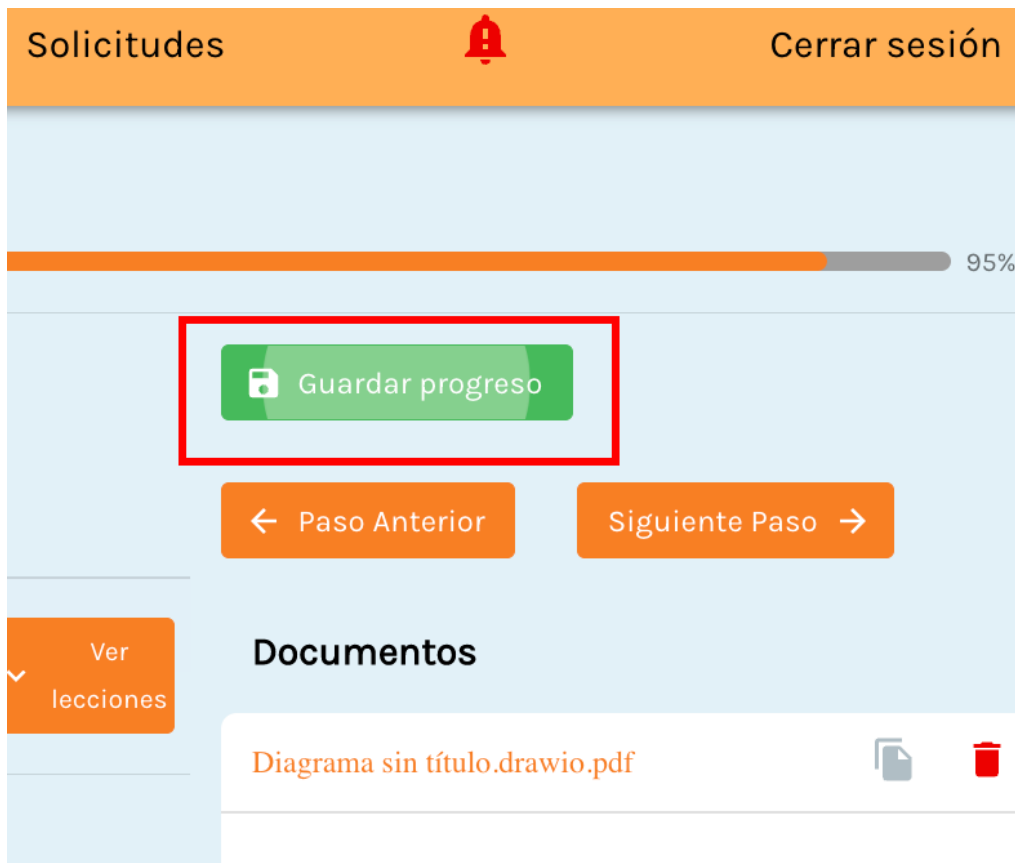 Solicitudes
Cerrar sesión
95%
Guardar progreso
Paso Anterior
Siguiente Paso
Ver
lecciones
Documentos
Diagrama sin título.drawio.pdf